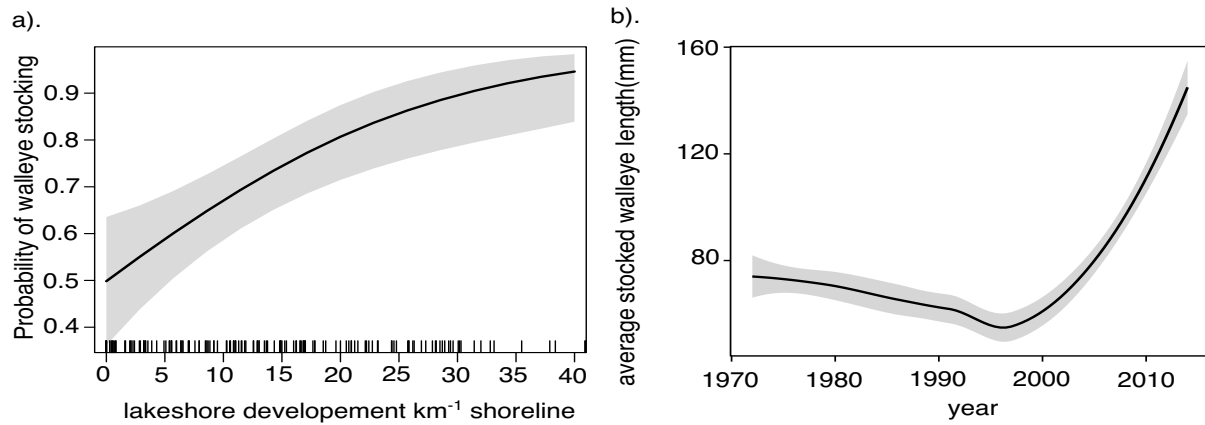 a).
Probability of walleye stocking
0.9
0.8
0.7
0.6
0.5
0.4
0 5 10 15 20 25 30 35 40
lakeshore developement km-1 shoreline
b).
average stocked walleye length(mm)
160
120
80
1970 1980 1990 2000 2010
year